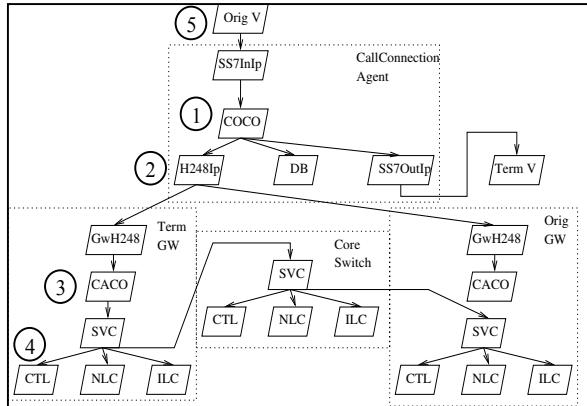 5 Orig V
SS7InIp
CallConnection
Agent
1 COCO
2 H248Ip DB SS7OutIp Term V
GwH248
Term
GW
Core
Switch
GwH248
Orig
GW
3 CACO
SVC
CACO
SVC
CTL NLC ILC
SVC
4 CTL NLC ILC
CTL NLC ILC